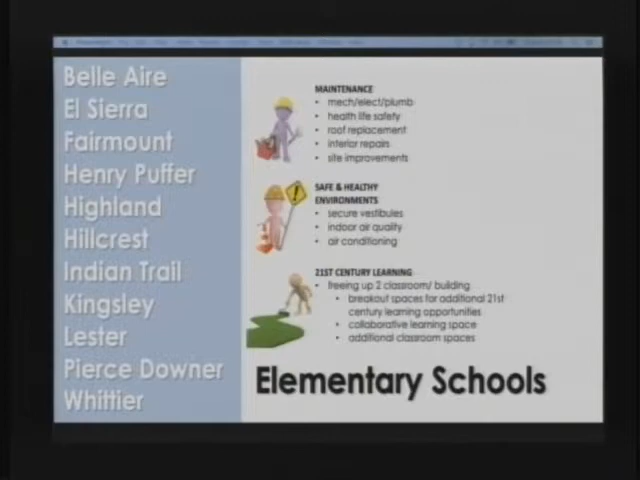 Belle Aire
El Sierra
Fairmount
Henry Puffer
Highland
Hillcrest
Indian Trail
Kingsley
Lester
Pierce Downer
Whittier
MAINTENANCE
• mech/elect/plumb
• health life safety
• roof replacement
• interior repairs
• site improvements
SAFE & HEALTHY
ENVIRONMENTS
• secure vestibules
• indoor air quality
• air conditioning
21ST CENTURY LEARNING
• freeing up 2 classroom/ building
• breakout spaces for additional 21st
century learning opportunities
• collaborative learning space
• additional classroom spaces
Elementary Schools